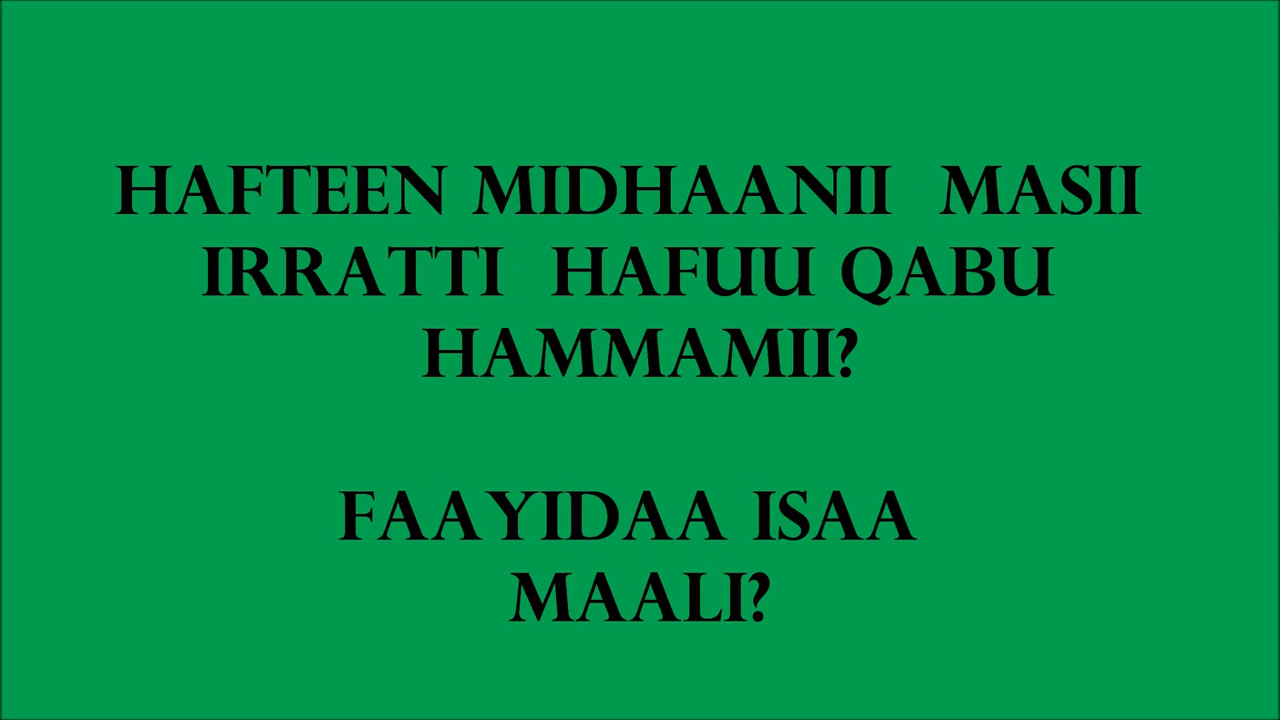 HAFTEEN MIDHAANII MASII
IRRATTI HAFUU QABU
HAMMAMII?
FAAYIDAA ISAA
MAALI?